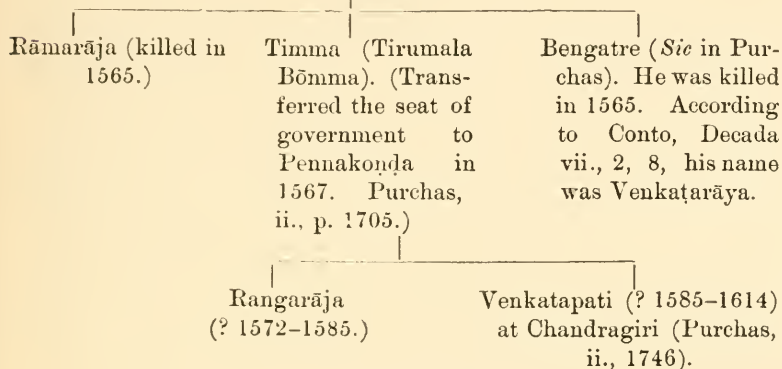 Rāmarāja (killed in
1565.)
Timma (Tirumala
Bōmma). (Trans-
ferred the seat of
government to
Pennakoṇḍa in
1567. Purchas,
ii., p. 1705.)
Bengatre (Sic in Pur-
chas). He was killed
in 1565. According
to Conto, Decada
vii., 2, 8, his name
was Venkaṭarāya.
Rangarāja
(? 1572–1585.)
Venkatapati (? 1585–1614)
at Chandragiri (Purchas,
ii., 1746).